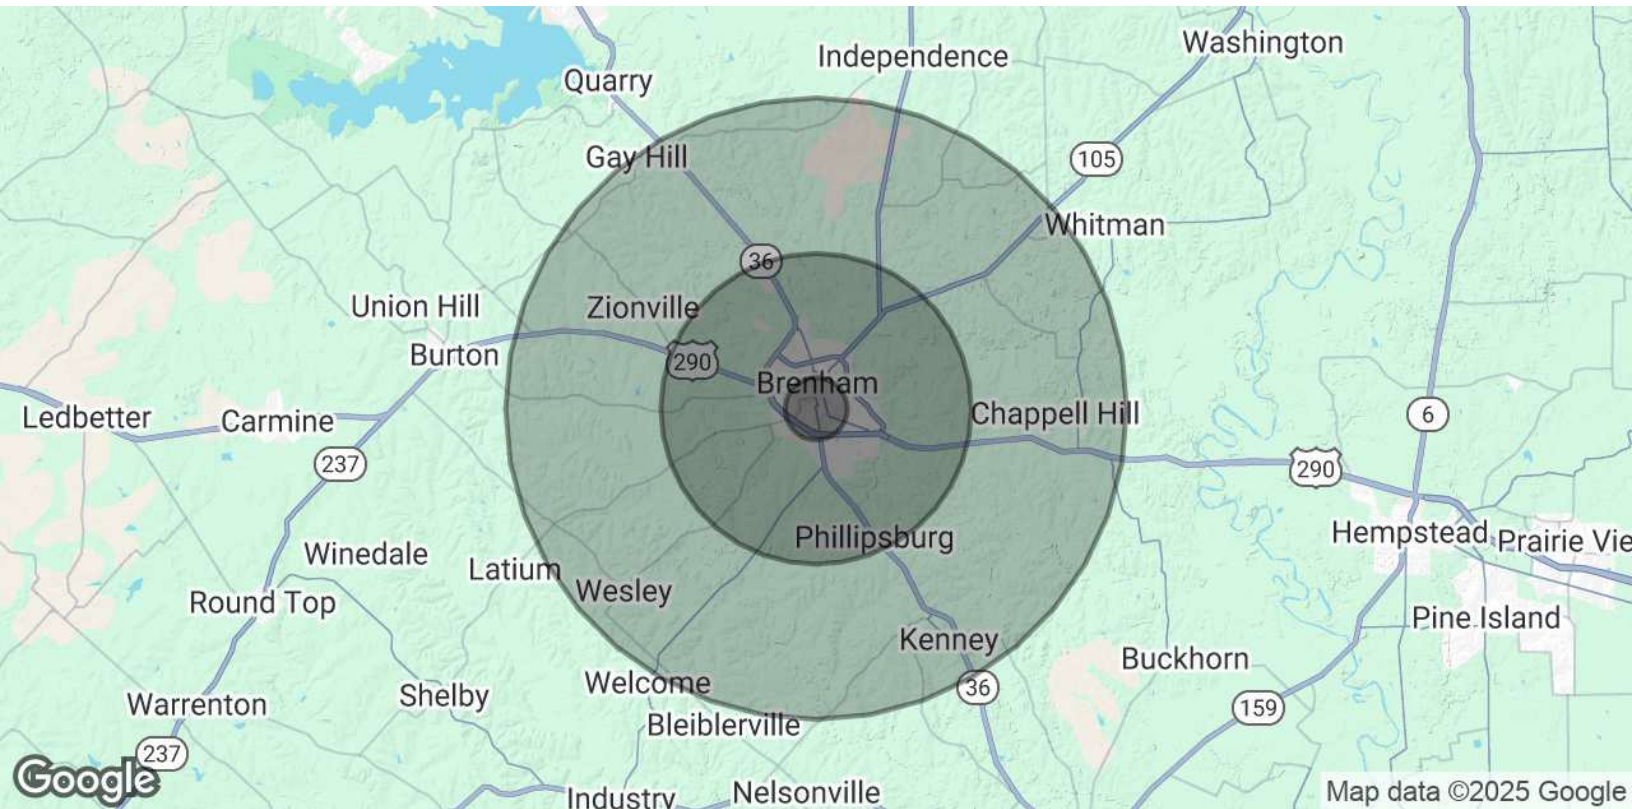 Washington
Independence
Quarry
Gay Hill
105
Whitman
36
Union Hill
Zionville
Burton
290
Brenham
Ledbetter
Carmine
Chappell Hill
6
237
290
Hempstead
Prairie Vie
Phillipsburg
Winedale
Latium
Wesley
Round Top
Pine Island
Kenney
Buckhorn
Welcome
36
Shelby
Warrenton
159
Bleiblerville
237
Google
Industry
Nelsonville
Map data ©2025 Google